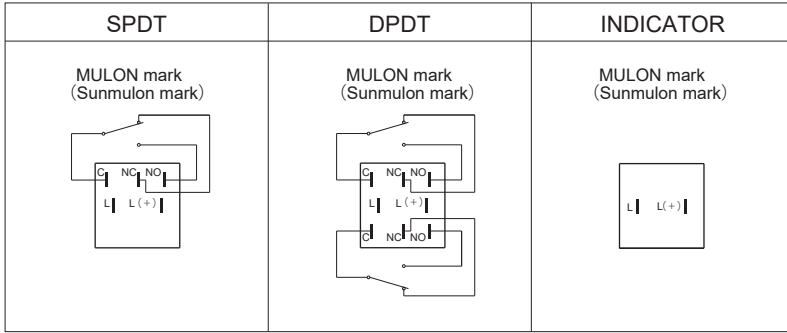 SPDT
DPDT
INDICATOR
MULON mark
（Sunmulon mark）
C NC NO
L L（+）
MULON mark
（Sunmulon mark）
C NC NO
L L（+）
C NC NO
MULON mark
（Sunmulon mark）
L L(+)